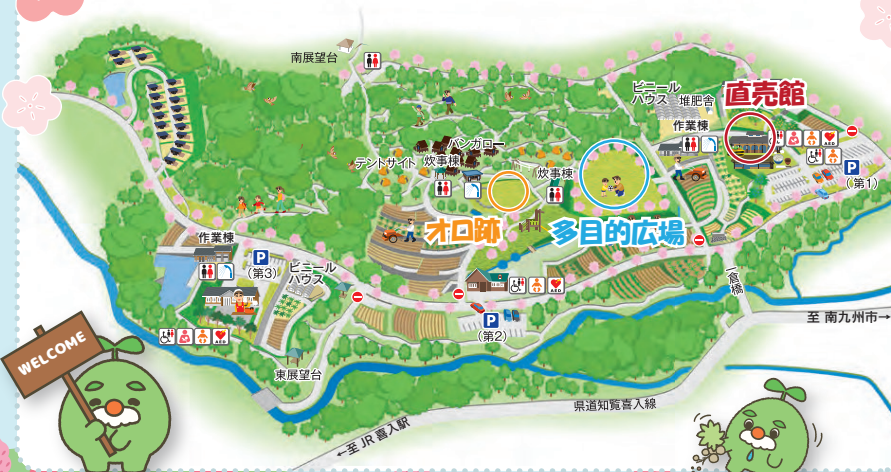 南展望台
ビニール
ハウス
堆肥舎
直売館
作業棟
AED
P
(第1)
バンガロー
テントサイト
炊事棟
炊事棟
オロ跡
多目的広場
作業棟
P
(第3)
ビニール
ハウス
AED
一倉橋
P
(第2)
至 南九州市→
AED
WELCOME
東展望台
県道知覧喜入線
←至 JR 喜入駅